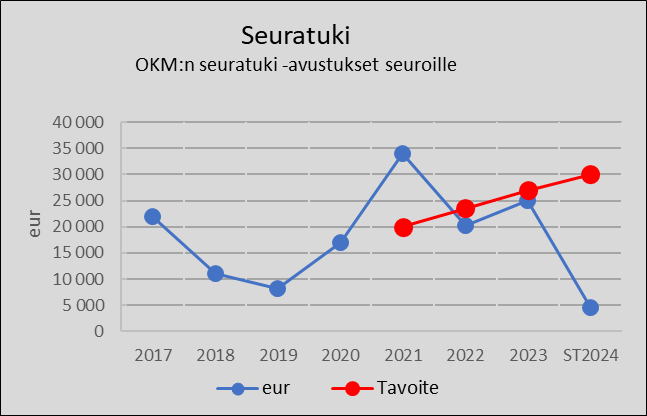 Seuratuki
OKM:n seuratuki -avustukset seuroille
eur
40 000
35 000
30 000
25 000
20 000
15 000
10 000
5 000
0
2017 2018 2019 2020 2021 2022 2023 ST2024
eur Tavoite